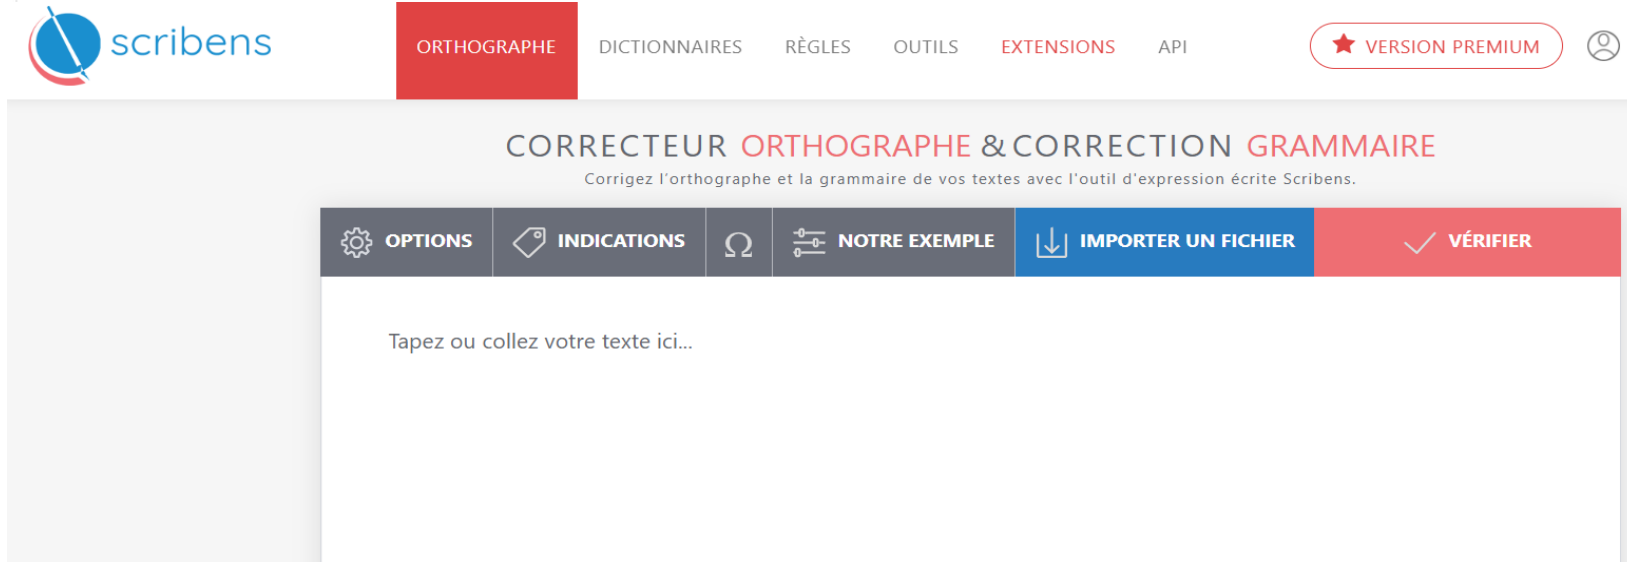 scribens
ORTHOGRAPHE DICTIONNAIRES RÈGLES OUTILS EXTENSIONS API VERSION PREMIUM
CORRECTEUR ORTHOGRAPHE & CORRECTION GRAMMAIRE
Corrigez l'orthographe et la grammaire de vos textes avec l'outil d'expression écrite Scribens.
OPTIONS INDICATIONS Ω NOTRE EXEMPLE IMPORTER UN FICHIER VÉRIFIER
Tapez ou collez votre texte ici...